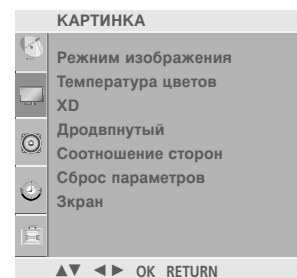 КАРТИНКА
Режим изображения
Температура цветов
XD
Дродвпнутый
Соотношение сторон
Сброс параметров
Зкран
▲▼ ◄► OK RETURN